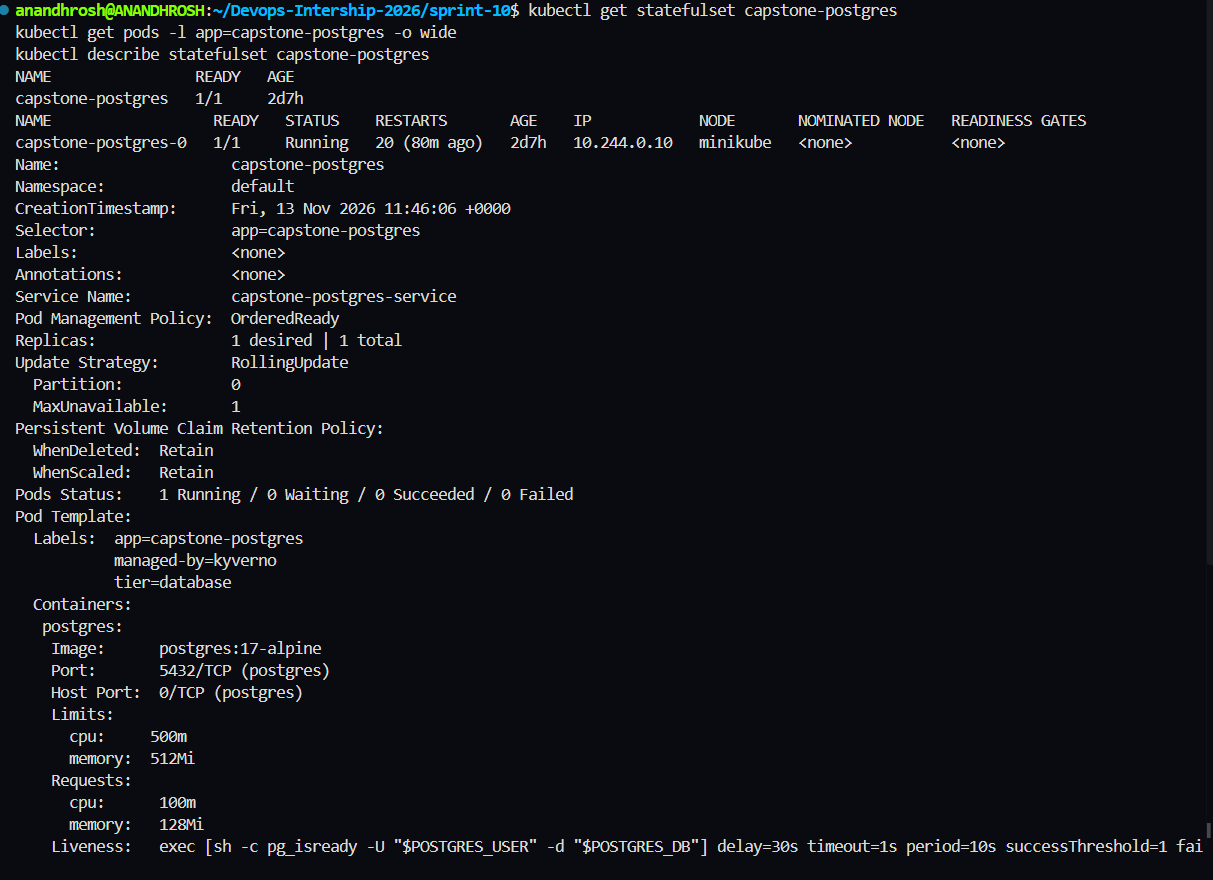 anandhrosh@ANANDHROSH:~/Devops-Intership-2026/sprint-10$ kubectl get statefulset capstone-postgres
kubectl get pods -l app=capstone-postgres -o wide
kubectl describe statefulset capstone-postgres
NAME                READY   AGE
capstone-postgres   1/1     2d7h
NAME                  READY   STATUS    RESTARTS       AGE    IP            NODE       NOMINATED NODE   READINESS GATES
capstone-postgres-0   1/1     Running   20 (80m ago)   2d7h   10.244.0.10   minikube   <none>           <none>
Name:                   capstone-postgres
Namespace:              default
CreationTimestamp:      Fri, 13 Nov 2026 11:46:06 +0000
Selector:               app=capstone-postgres
Labels:                 <none>
Annotations:            <none>
Service Name:           capstone-postgres-service
Pod Management Policy:  OrderedReady
Replicas:               1 desired | 1 total
Update Strategy:        RollingUpdate
  Partition:            0
  MaxUnavailable:       1
Persistent Volume Claim Retention Policy:
  WhenDeleted:  Retain
  WhenScaled:   Retain
Pods Status:    1 Running / 0 Waiting / 0 Succeeded / 0 Failed
Pod Template:
  Labels:  app=capstone-postgres
           managed-by=kyverno
           tier=database
  Containers:
   postgres:
    Image:      postgres:17-alpine
    Port:       5432/TCP (postgres)
    Host Port:  0/TCP (postgres)
    Limits:
      cpu:     500m
      memory:  512Mi
    Requests:
      cpu:      100m
      memory:   128Mi
    Liveness:   exec [sh -c pg_isready -U "$POSTGRES_USER" -d "$POSTGRES_DB"] delay=30s timeout=1s period=10s successThreshold=1 fai